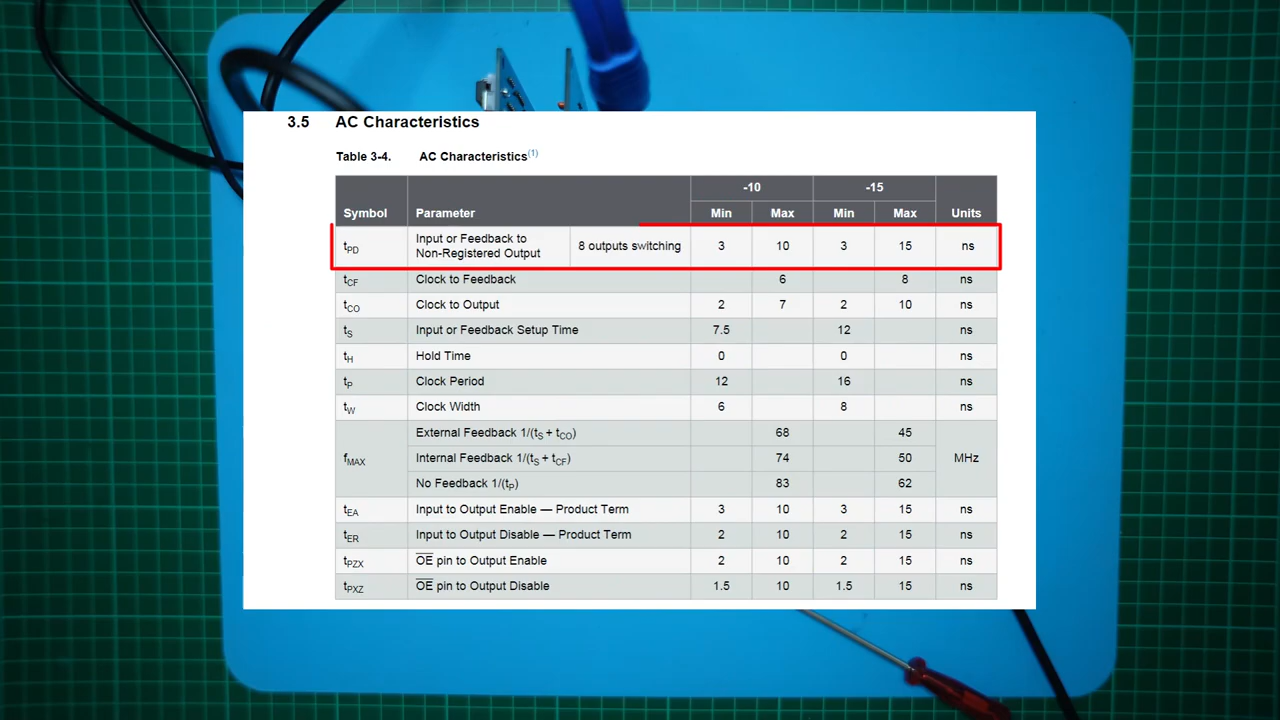 3.5 AC Characteristics
Table 3-4. AC Characteristics(1)
-10 -15
Symbol Parameter Min Max Min Max Units
tPD Input or Feedback to Non-Registered Output 8 outputs switching 3 10 3 15 ns
tCF Clock to Feedback 6 8 ns
tCO Clock to Output 2 7 2 10 ns
tS Input or Feedback Setup Time 7.5 12 ns
tH Hold Time 0 0 ns
tP Clock Period 12 16 ns
tW Clock Width 6 8 ns
fMAX External Feedback 1/(tS + tCO) 68 45 MHz
Internal Feedback 1/(tS + tCF) 74 50
No Feedback 1/(tP) 83 62
tEA Input to Output Enable — Product Term 3 10 3 15 ns
tER Input to Output Disable — Product Term 2 10 2 15 ns
tPZX OE pin to Output Enable 2 10 2 15 ns
tPXZ OE pin to Output Disable 1.5 10 1.5 15 ns